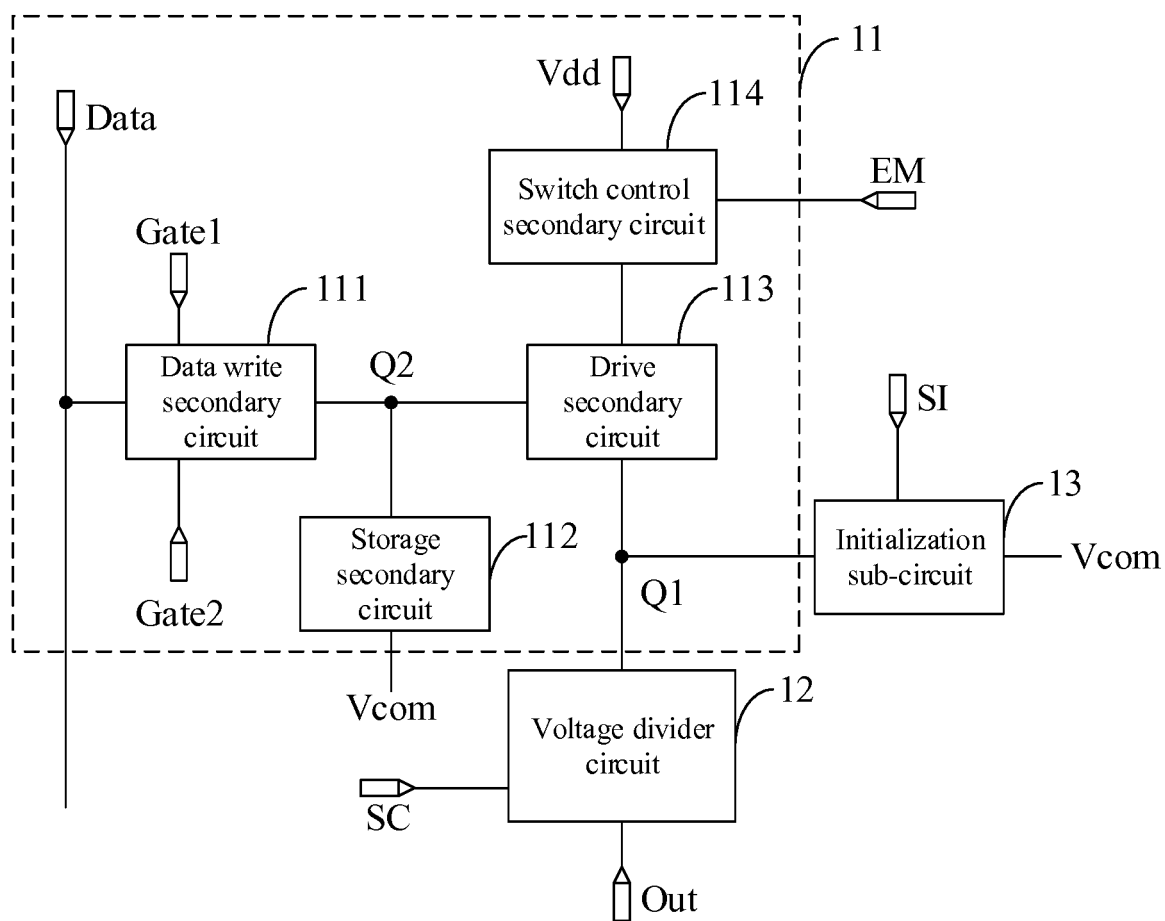 11
Vdd
114
Data
Switch control
secondary circuit
EM
Gate1
111
113
Data write
secondary
circuit
Q2
Drive
secondary
circuit
SI
13
Storage
secondary
circuit
112
Initialization
sub-circuit
Vcom
Gate2
Q1
Vcom
12
Voltage divider
circuit
SC
Out